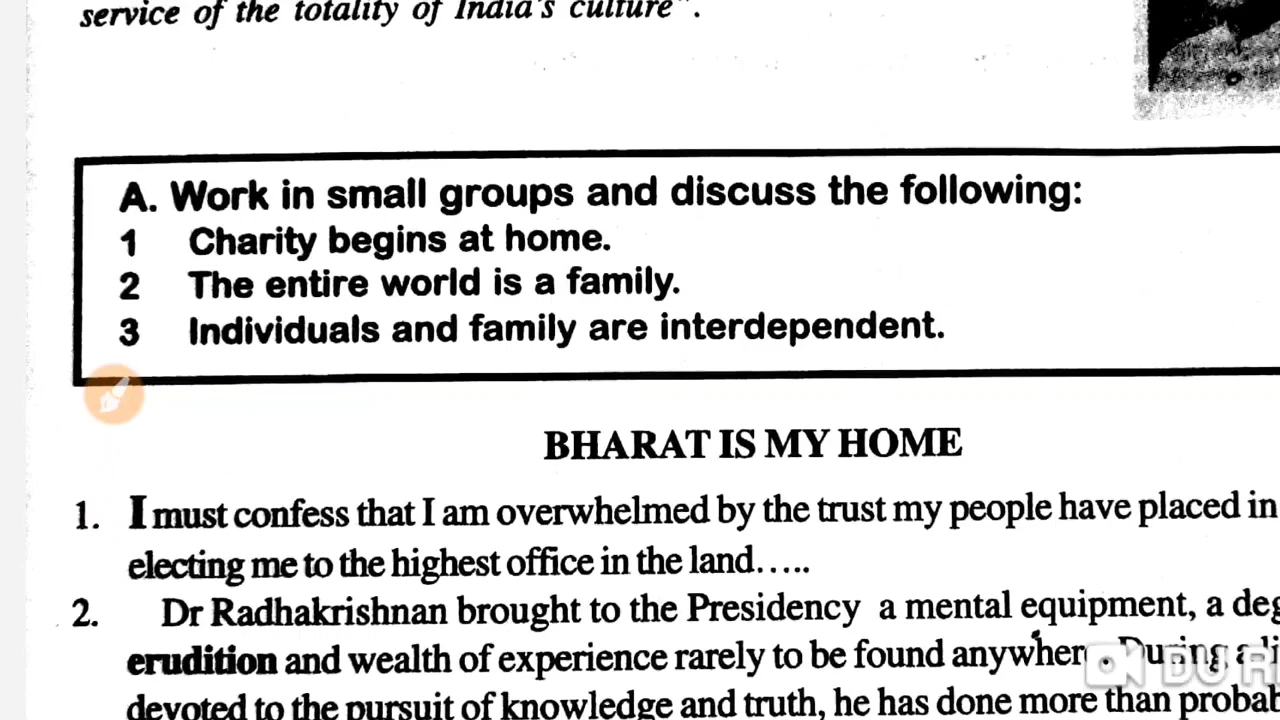 service of the totality of India's culture".
A. Work in small groups and discuss the following:
1 Charity begins at home.
2 The entire world is a family.
3 Individuals and family are interdependent.
BHARAT IS MY HOME
1. I must confess that I am overwhelmed by the trust my people have placed in
electing me to the highest office in the land.....
2. Dr Radhakrishnan brought to the Presidency a mental equipment, a deg
erudition and wealth of experience rarely to be found anywhere. During a li
devoted to the pursuit of knowledge and truth, he has done more than probab